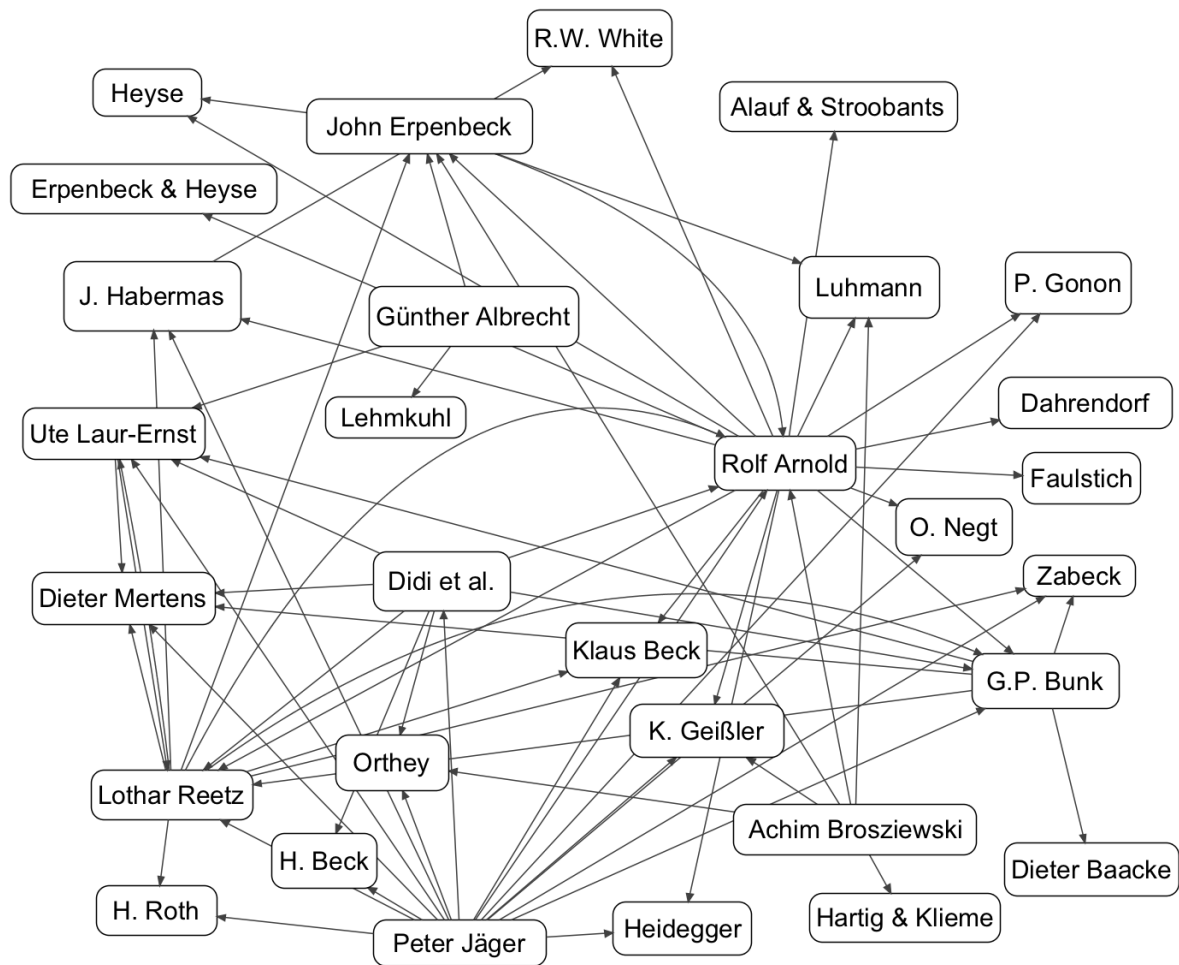 R.W. White
Heyse
Alauf & Stroobants
John Erpenbeck
Erpenbeck & Heyse
J. Habermas
Luhmann
P. Gonon
Günther Albrecht
Lehmkuhl
Dahrendorf
Ute Laur-Ernst
Rolf Arnold
Faulstich
O. Negt
Didi et al.
Zabeck
Dieter Mertens
Klaus Beck
G.P. Bunk
K. Geißler
Orthey
Lothar Reetz
Achim Brosziewski
H. Beck
Dieter Baacke
H. Roth
Hartig & Klieme
Heidegger
Peter Jäger